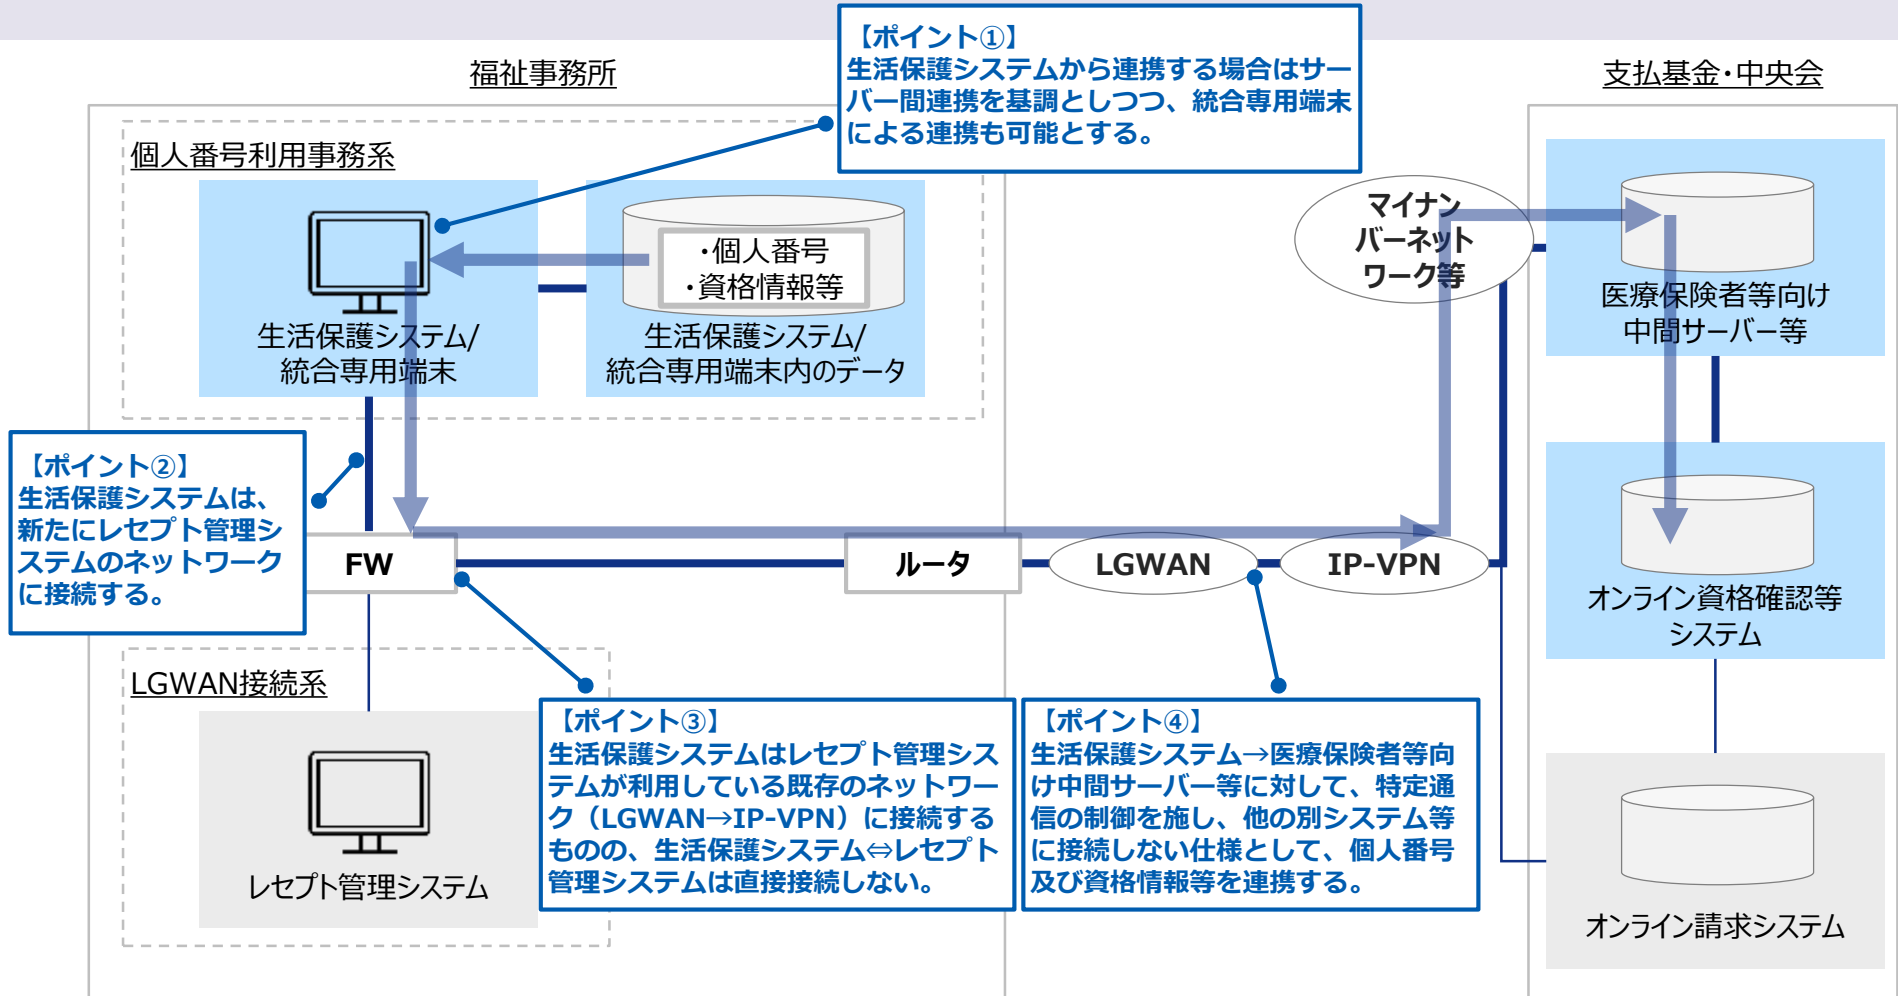 福祉事務所
【ポイント①】
生活保護システムから連携する場合はサー
バー間連携を基調としつつ、統合専用端末
による連携も可能とする。
支払基金・中央会
個人番号利用事務系
生活保護システム/
統合専用端末
・個人番号
・資格情報等
生活保護システム/
統合専用端末内のデータ
マイナン
バーネット
ワーク等
医療保険者等向け
中間サーバー等
【ポイント②】
生活保護システムは、
新たにレセプト管理シ
ステムのネットワーク
に接続する。
FW
ルータ
LGWAN
IP-VPN
オンライン資格確認等
システム
LGWAN接続系
レセプト管理システム
【ポイント③】
生活保護システムはレセプト管理シス
テムが利用している既存のネットワー
ク（LGWAN→IP-VPN）に接続する
ものの、生活保護システム⇔レセプト
管理システムは直接接続しない。
【ポイント④】
生活保護システム→医療保険者等向
け中間サーバー等に対して、特定通
信の制御を施し、他の別システム等
に接続しない仕様として、個人番号
及び資格情報等を連携する。
オンライン請求システム